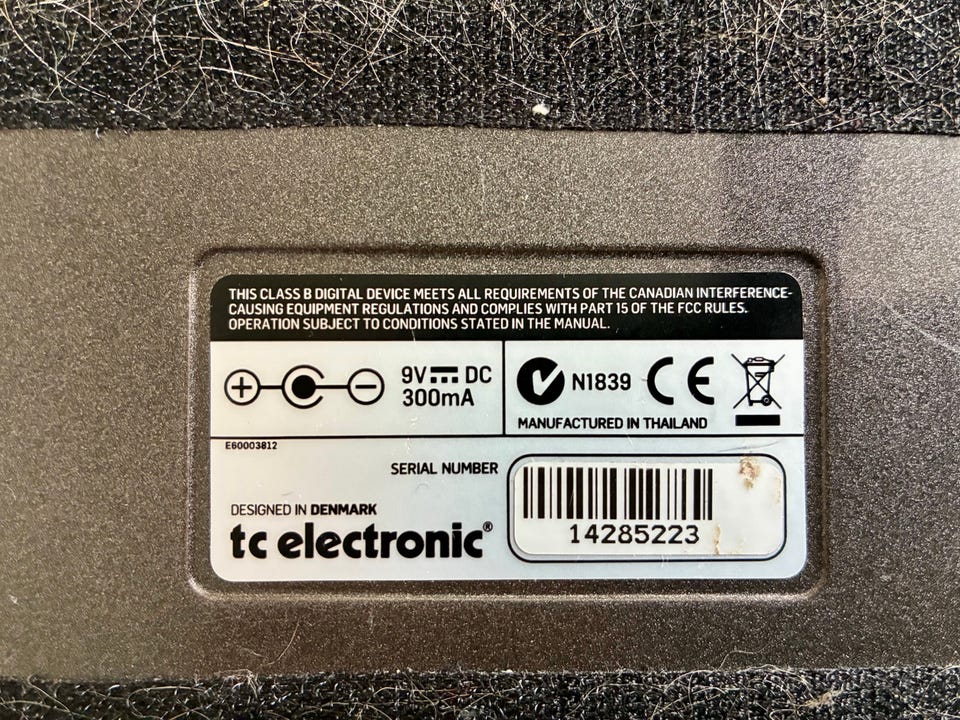 THIS CLASS B DIGITAL DEVICE MEETS ALL REQUIREMENTS OF THE CANADIAN INTERFERENCE-
CAUSING EQUIPMENT REGULATIONS AND COMPLIES WITH PART 15 OF THE FCC RULES.
OPERATION SUBJECT TO CONDITIONS STATED IN THE MANUAL.
9V DC
300mA
N1839 CE
MANUFACTURED IN THAILAND
E60003812
SERIAL NUMBER
14285223
DESIGNED IN DENMARK
tc electronic®